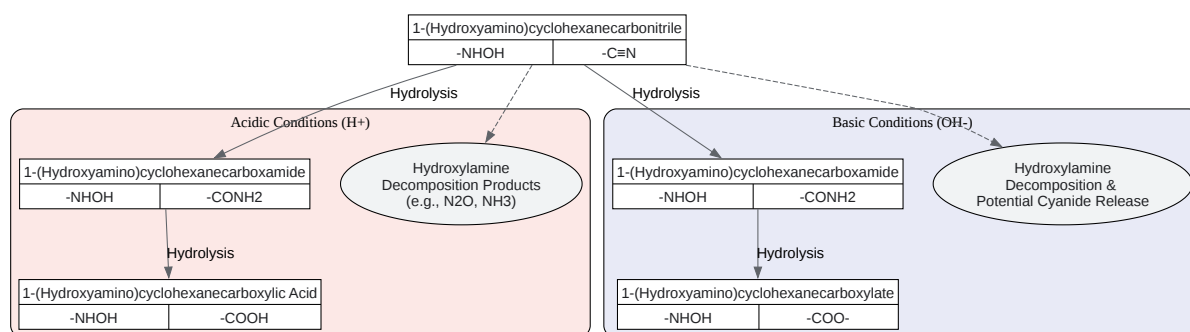 1-(Hydroxyamino)cyclohexanecarbonitrile
-NHOH -C≡N
Hydrolysis Hydrolysis
Acidic Conditions (H+) Basic Conditions (OH-)
1-(Hydroxyamino)cyclohexanecarboxamide
-NHOH -CONH2
Hydroxylamine
Decomposition Products
(e.g., N2O, NH3)
1-(Hydroxyamino)cyclohexanecarboxamide
-NHOH -CONH2
Hydroxylamine
Decomposition &
Potential Cyanide Release
Hydrolysis Hydrolysis
1-(Hydroxyamino)cyclohexanecarboxylic Acid
-NHOH -COOH
1-(Hydroxyamino)cyclohexanecarboxylate
-NHOH -COO-